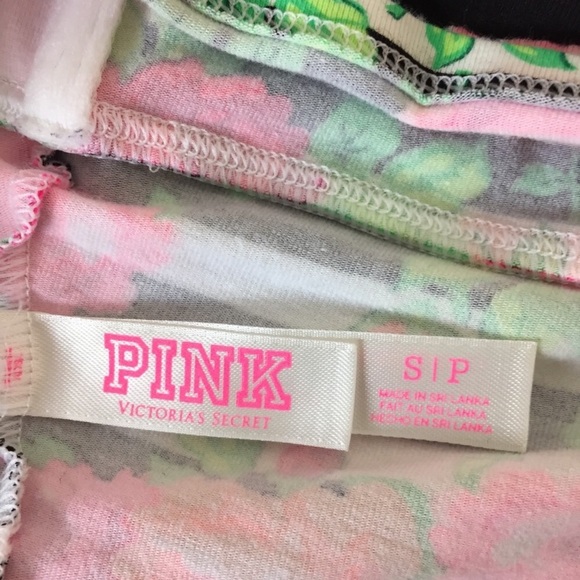 PINK
VICTORIA'S SECRET
S|P
MADE IN SRI LANKA
FAIT AU SRI LANKA
HECHO EN SRI LANKA